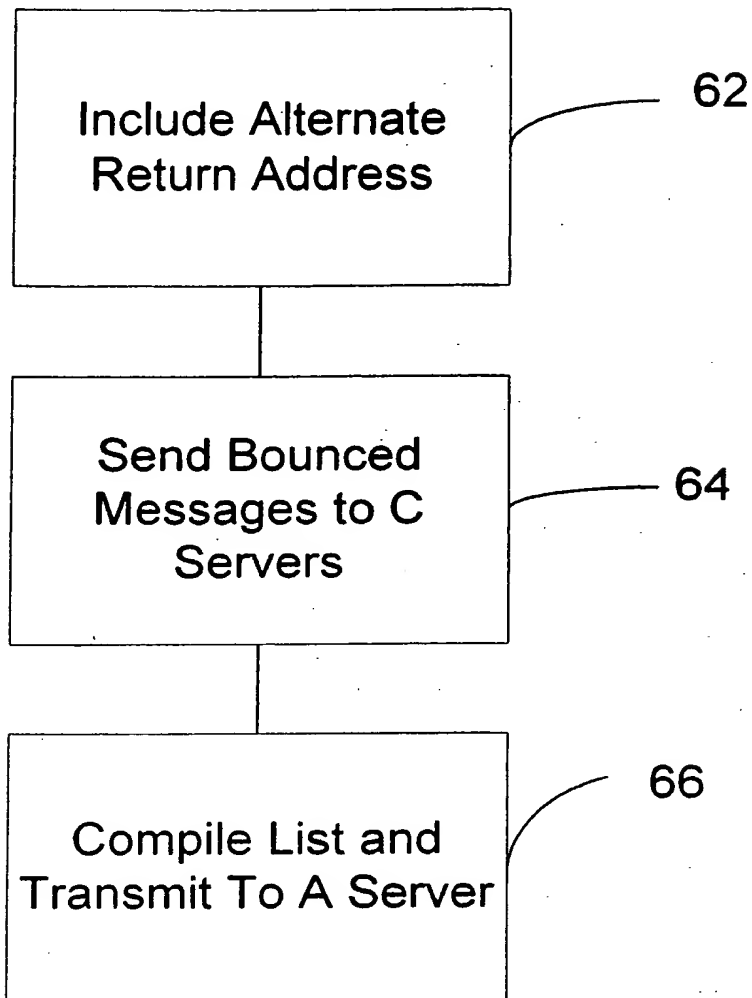 Include Alternate
Return Address
62
Send Bounced
Messages to C
Servers
64
Compile List and
Transmit To A Server
66